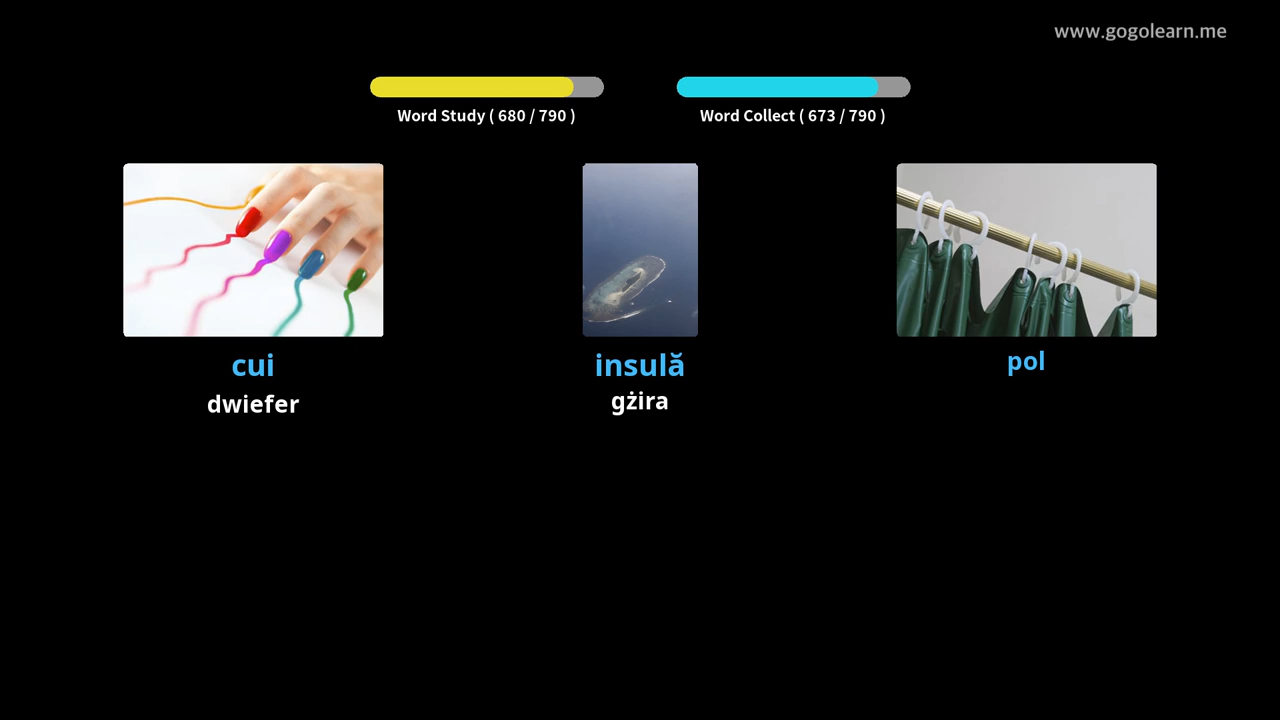 www.gogolearn.me
Word Study ( 680 / 790 )
Word Collect ( 673 / 790 )
cui
dwiefer
insulă
gżira
pol